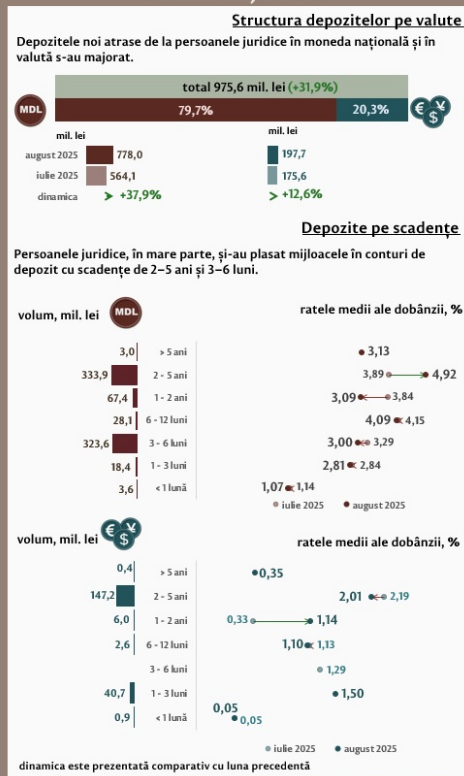 Structura depozitelor pe valute
Depozitele noi atrase de la persoanele juridice în moneda națională și în
valută s-au majorat.
total 975,6 mil. lei (+31,9%)
MDL 79,7% 20,3% € ¥ $
mil. lei mil. lei
august 2025 778,0 197,7
iulie 2025 564,1 175,6
dinamica > +37,9% > +12,6%
Depozite pe scadențe
Persoanele juridice, în mare parte, și-au plasat mijloacele în conturi de
depozit cu scadențe de 2–5 ani și 3–6 luni.
volum, mil. lei MDL ratele medii ale dobânzii, %
3,0 > 5 ani 3,13
333,9 2 - 5 ani 3,89 4,92
67,4 1 - 2 ani 3,09 3,84
28,1 6 -12 luni 4,09 4,15
323,6 3 - 6 luni 3,00 3,29
18,4 1 - 3 luni 2,81 2,84
3,6 < 1 lună 1,07 1,14
iulie 2025 august 2025
volum, mil. lei € ¥ $ ratele medii ale dobânzii, %
0,4 > 5 ani 0,35
147,2 2 - 5 ani 2,01 2,19
6,0 1 - 2 ani 0,33 1,14
2,6 6 -12 luni 1,10 1,13
3 - 6 luni 1,29
40,7 1 - 3 luni 1,50
0,9 < 1 lună 0,05 0,05
iulie 2025 august 2025
dinamica este prezentată comparativ cu luna precedentă